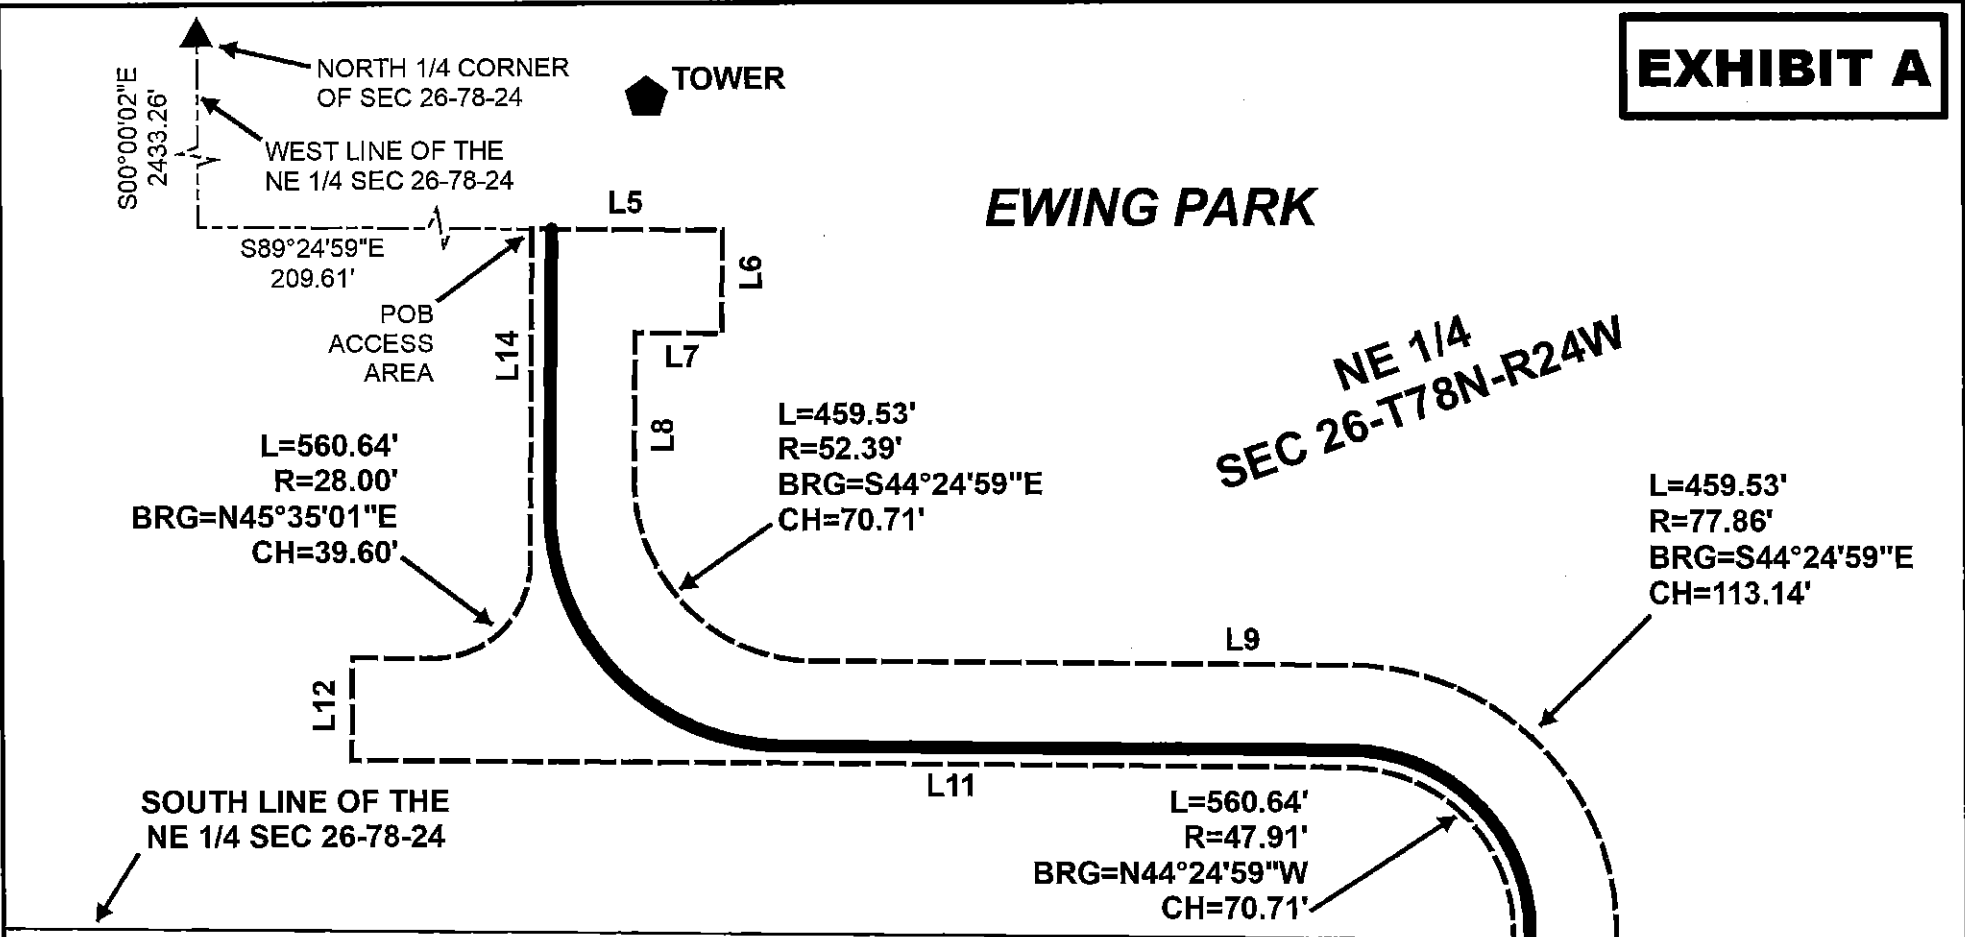 EXHIBIT A
NORTH 1/4 CORNER
OF SEC 26-78-24
TOWER
S00°00'02"E
2433.26'
WEST LINE OF THE
NE 1/4 SEC 26-78-24
EWING PARK
L5
S89°24'59"E
209.61'
L6
POB
ACCESS
AREA
L14
L7
NE 1/4
SEC 26-T78N-R24W
L8
L=459.53'
R=52.39'
BRG=S44°24'59"E
CH=70.71'
L=560.64'
R=28.00'
BRG=N45°35'01"E
CH=39.60'
L=459.53'
R=77.86'
BRG=S44°24'59"E
CH=113.14'
L9
L12
L11
SOUTH LINE OF THE
NE 1/4 SEC 26-78-24
L=560.64'
R=47.91'
BRG=N44°24'59"W
CH=70.71'